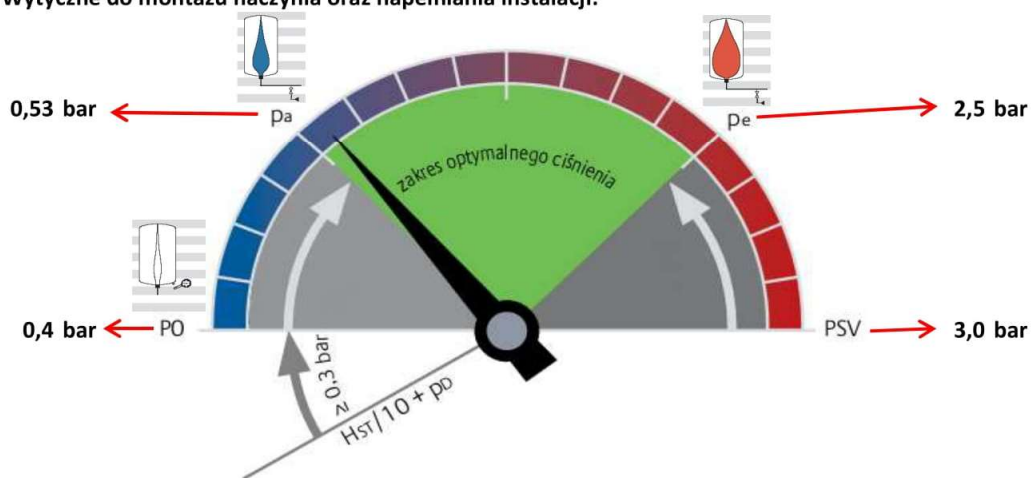 Wytyczne do montażu naczynia oraz napełniania instalacji:
0,53 bar
pa
pe
2,5 bar
zakres optymalnego ciśnienia
0,4 bar
PO
≥ 0,3 bar
HST/10 + pD
PSV
3,0 bar